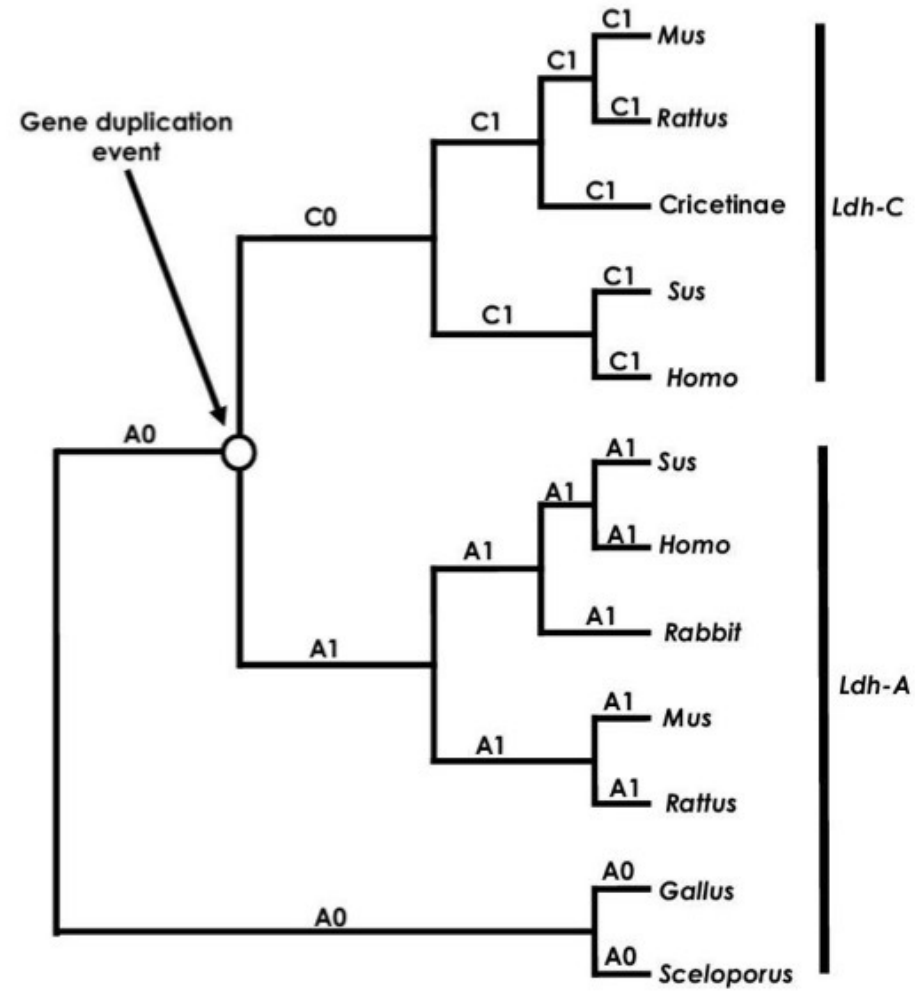 C1
Mus
C1
C1
Rattus
Gene duplication
event
C1
C1
Cricetinae
Ldh-C
C0
C1
Sus
C1
C1
Homo
A0
A1
Sus
A1
A1
Homo
A1
A1
Rabbit
A1
Ldh-A
A1
Mus
A1
A1
Rattus
A0
Gallus
A0
A0
Sceloporus